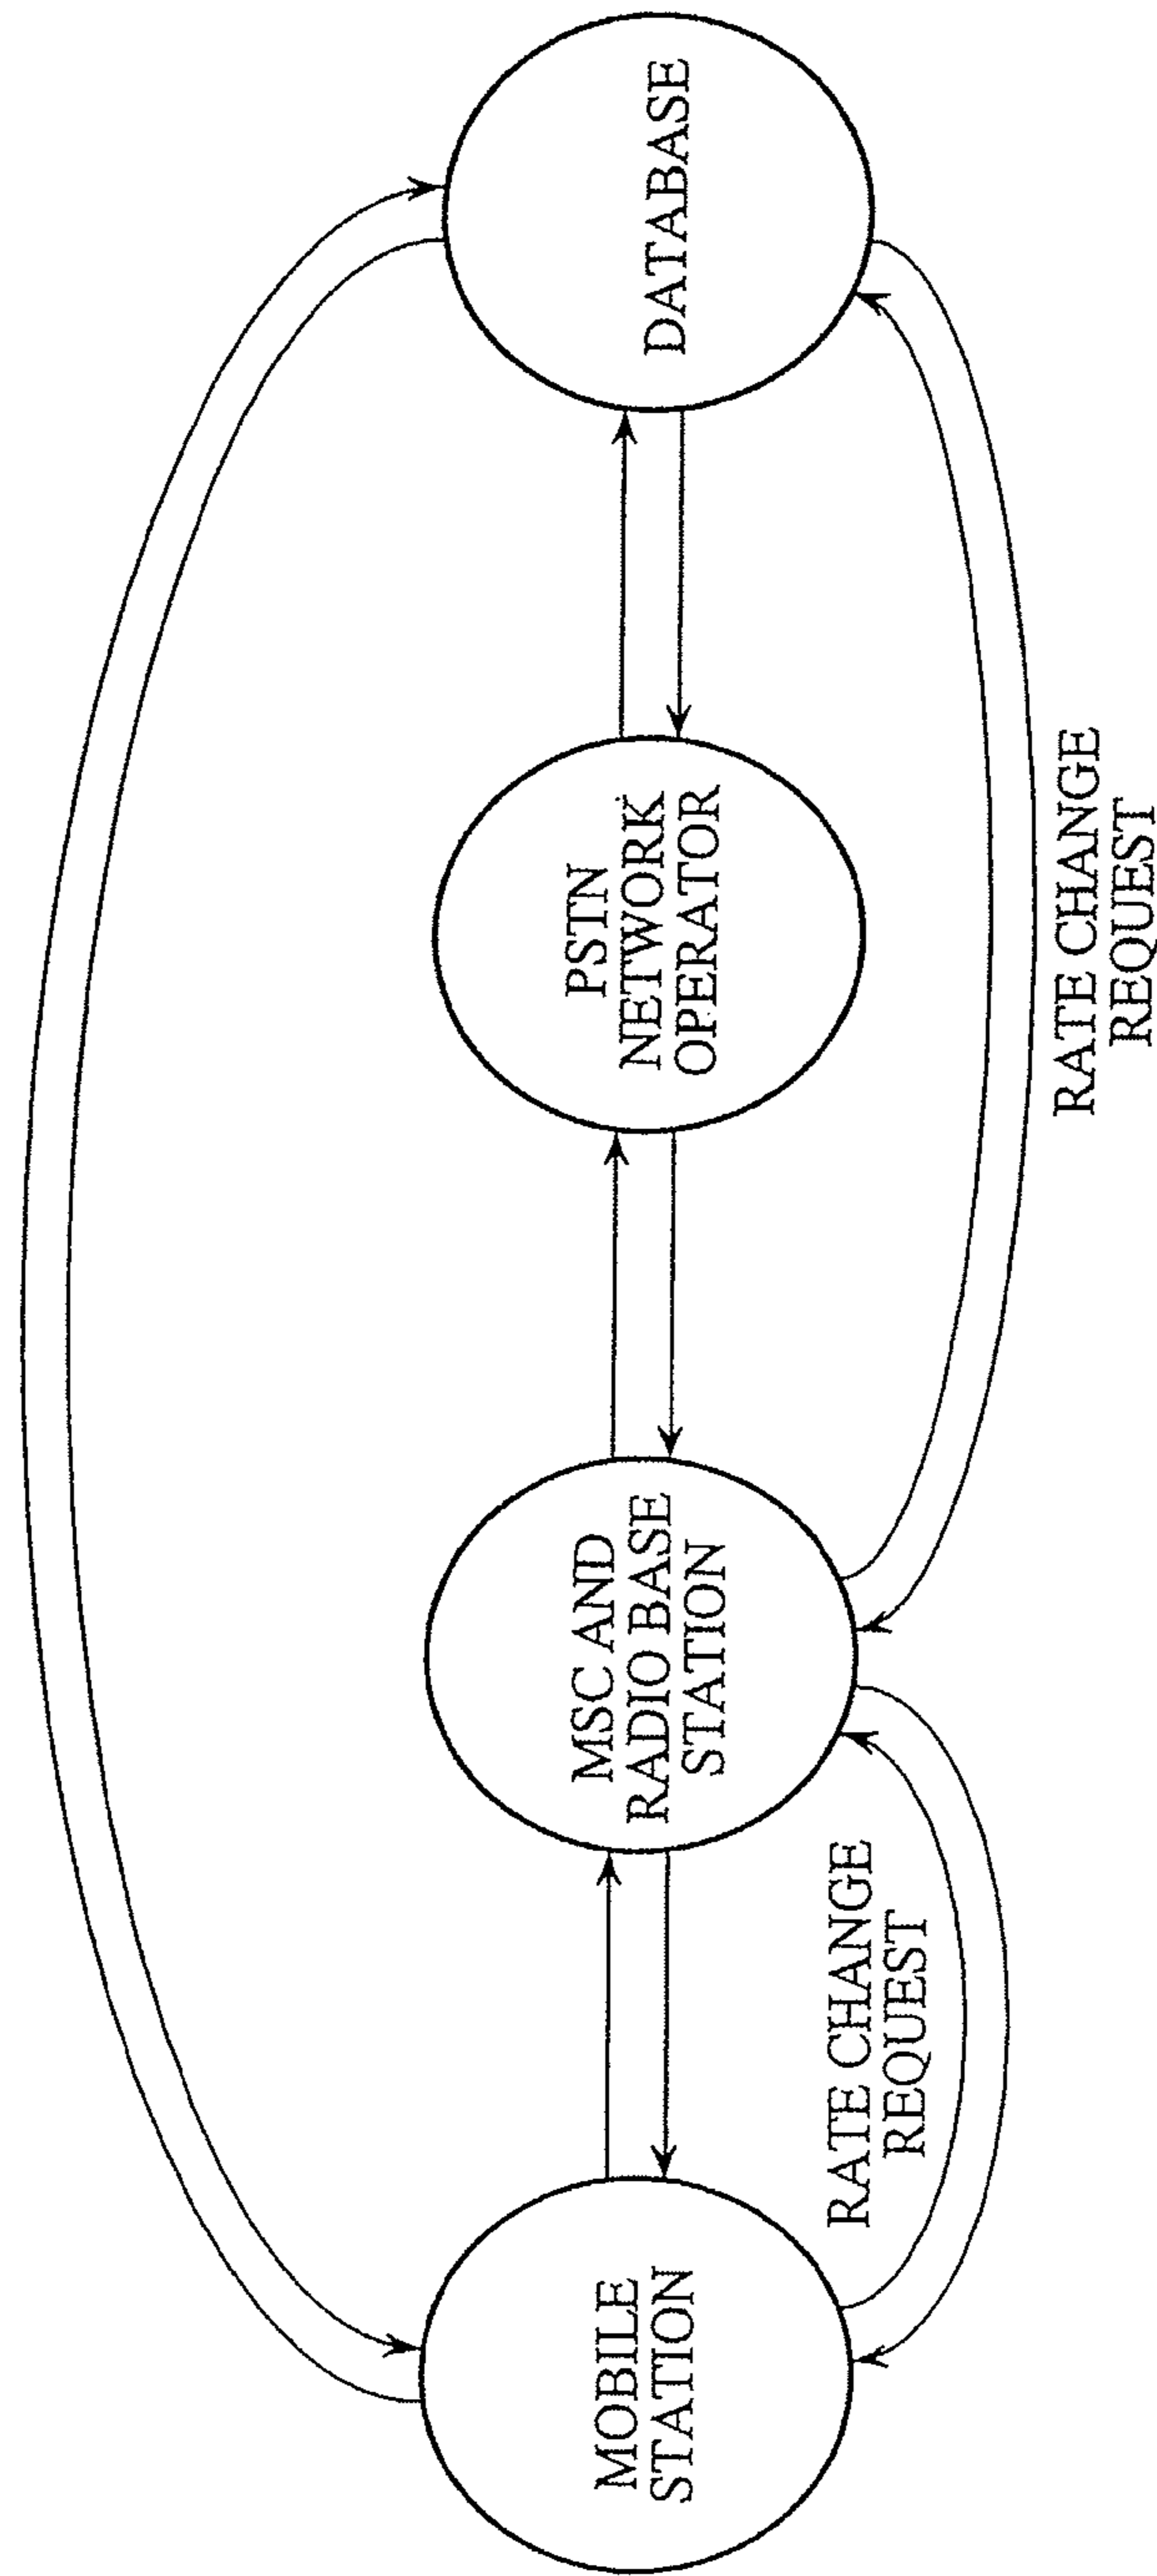 MOBILE
STATION
MSC AND
RADIO BASE
STATION
PSTN
NETWORK
OPERATOR
DATABASE
RATE CHANGE
REQUEST
RATE CHANGE
REQUEST